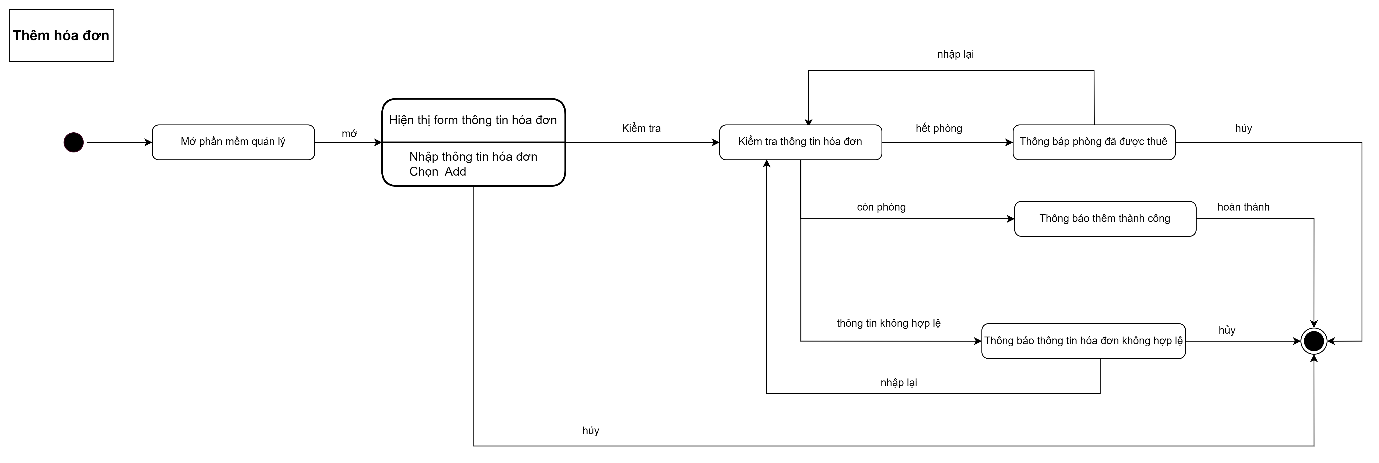 Thêm hóa đơn
nhập lại
Mở phần mềm quản lý
mở
Hiện thị form thông tin hóa đơn
Nhập thông tin hóa đơn
Chọn Add
Kiểm tra
Kiểm tra thông tin hóa đơn
hết phòng
Thông báp phòng đã được thuê
hủy
còn phòng
Thông báo thêm thành công
hoàn thành
thông tin không hợp lệ
Thông báo thông tin hóa đơn không hợp lệ
hủy
nhập lại
hủy